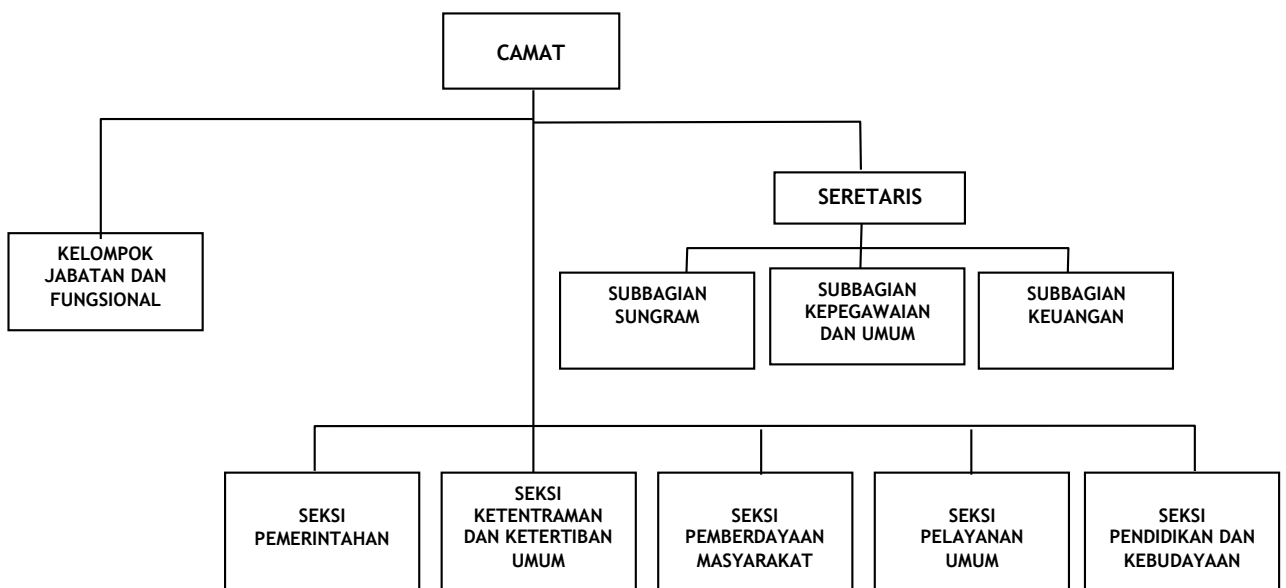 CAMAT
SERETARIS
KELOMPOK
JABATAN DAN
FUNGSIONAL
SUBBAGIAN
SUNGRAM
SUBBAGIAN
KEPEGAWAIAN
DAN UMUM
SUBBAGIAN
KEUANGAN
SEKSI
PEMERINTAHAN
SEKSI
KETENTRAMAN
DAN KETERTIBAN
UMUM
SEKSI
PEMBERDAYAAN
MASYARAKAT
SEKSI
PELAYANAN
UMUM
SEKSI
PENDIDIKAN DAN
KEBUDAYAAN